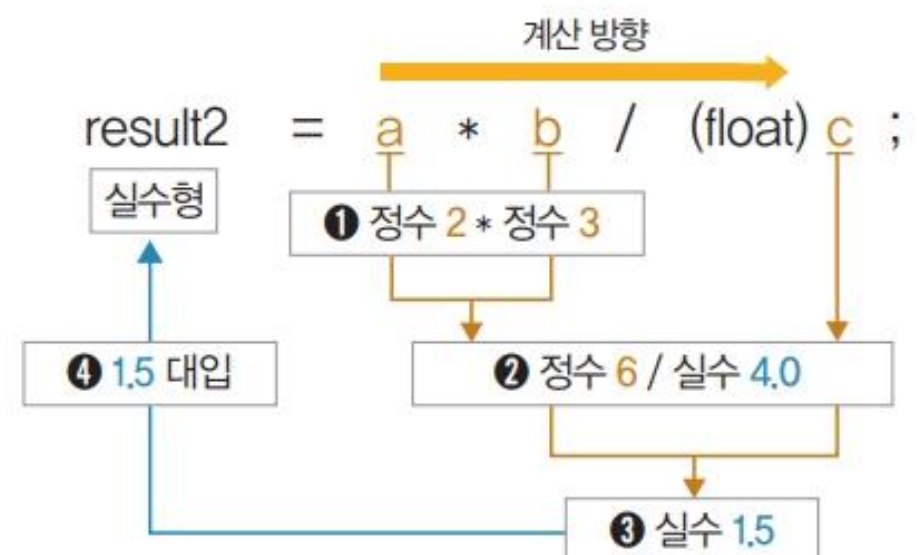 계산 방향
result2 = a * b / (float) c ;
실수형
❶ 정수 2 * 정수 3
❹ 1.5 대입
❷ 정수 6 / 실수 4.0
❸ 실수 1.5